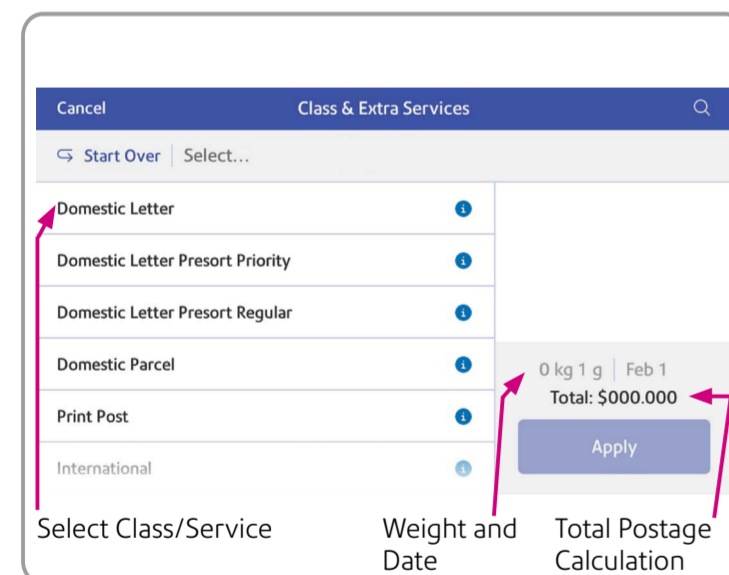 Cancel Class & Extra Services
Start Over Select...
Domestic Letter
Domestic Letter Presort Priority
Domestic Letter Presort Regular
Domestic Parcel
Print Post
International
0 kg 1 g Feb 1
Total: $000.000
Apply
Select Class/Service
Weight and
Date
Total Postage
Calculation